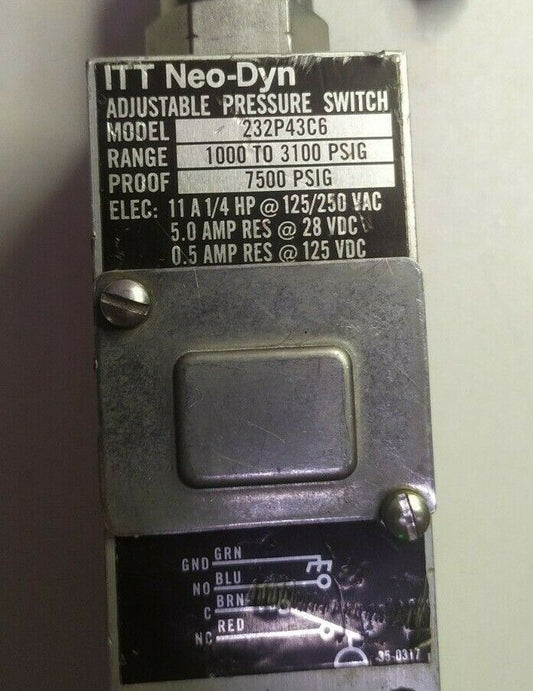 ITT Neo-Dyn
ADJUSTABLE PRESSURE SWITCH
MODEL 232P43C6
RANGE 1000 TO 3100 PSIG
PROOF 7500 PSIG
ELEC: 11 A 1/4 HP @ 125/250 VAC
5.0 AMP RES @ 28 VDC
0.5 AMP RES @ 125 VDC
GND GRN
NO BLU
C BRN
NC RED
35-0317